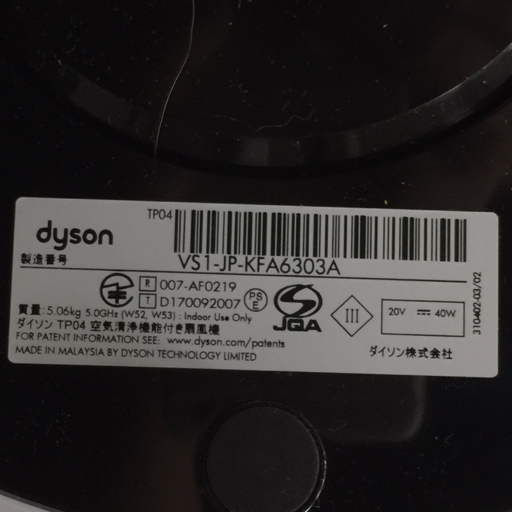 TP04
dyson
製造番号
VS1-JP-KFA6303A
R 007-AF0219
T D170092007
PSE
JQA
III
20V 40W
310402-03/02
質量: 5.06kg 5.0GHz (W52, W53) : Indoor Use Only
ダイソン TP04 空気清浄機能付き扇風機
FOR PATENT INFORMATION SEE: www.dyson.com/patents
MADE IN MALAYSIA BY DYSON TECHNOLOGY LIMITED
ダイソン株式会社